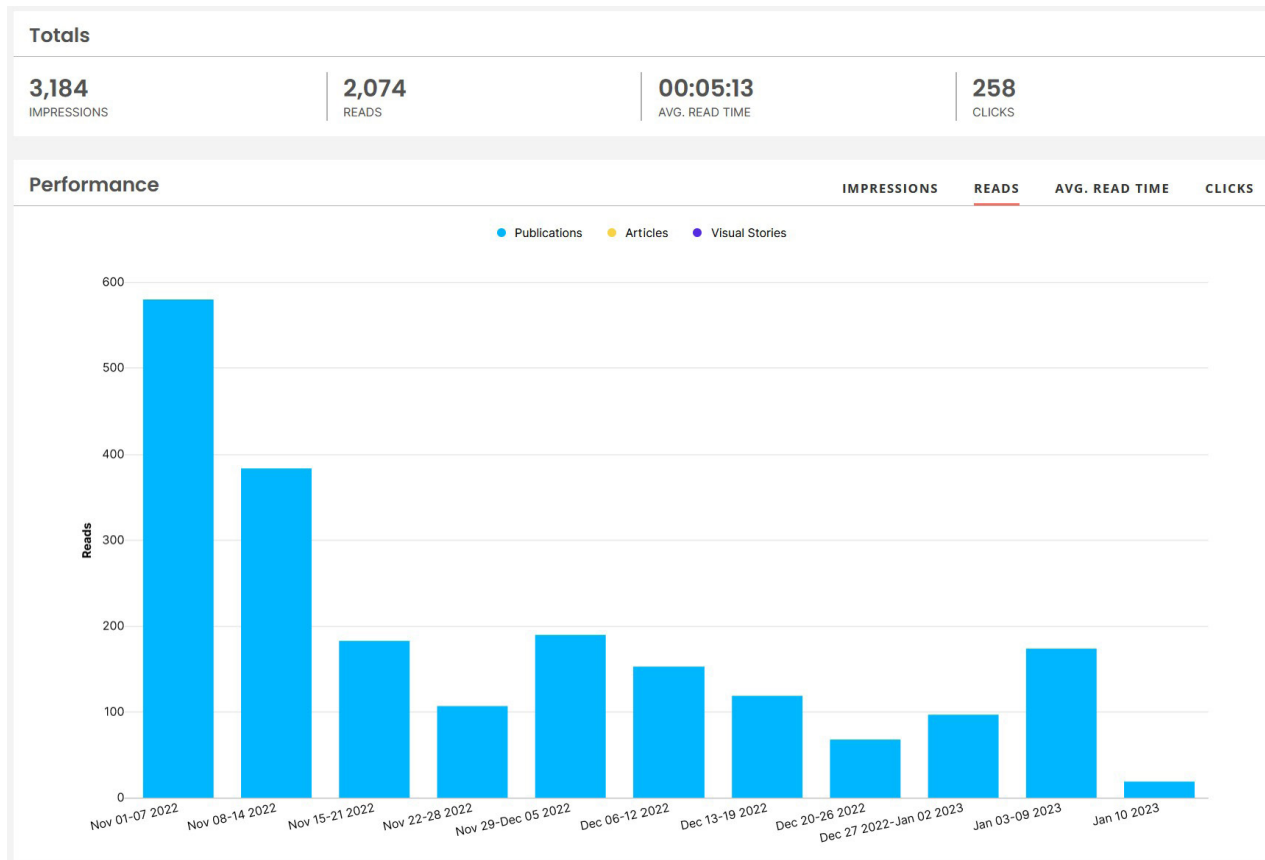 Totals
3,184 2,074 00:05:13 258
IMPRESSIONS READS AVG. READ TIME CLICKS
Performance IMPRESSIONS READS AVG. READ TIME CLICKS
Publications Articles Visual Stories
600
500
400
300
200
100
0
Reads
Nov 01-07 2022
Nov 08-14 2022
Nov 15-21 2022
Nov 22-28 2022
Nov 29-Dec 05 2022
Dec 06-12 2022
Dec 13-19 2022
Dec 20-26 2022
Dec 27 2022-Jan 02 2023
Jan 03-09 2023
Jan 10 2023